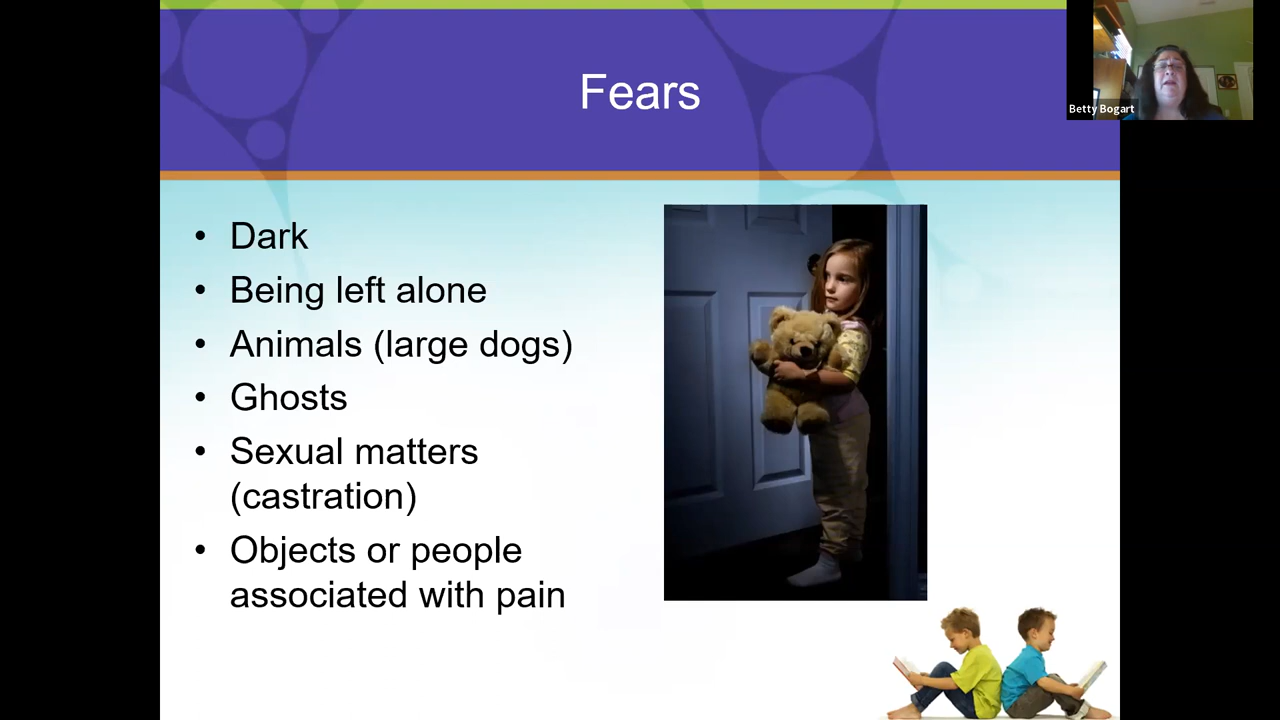 Fears
Betty Bogart
• Dark
• Being left alone
• Animals (large dogs)
• Ghosts
• Sexual matters
(castration)
• Objects or people
associated with pain